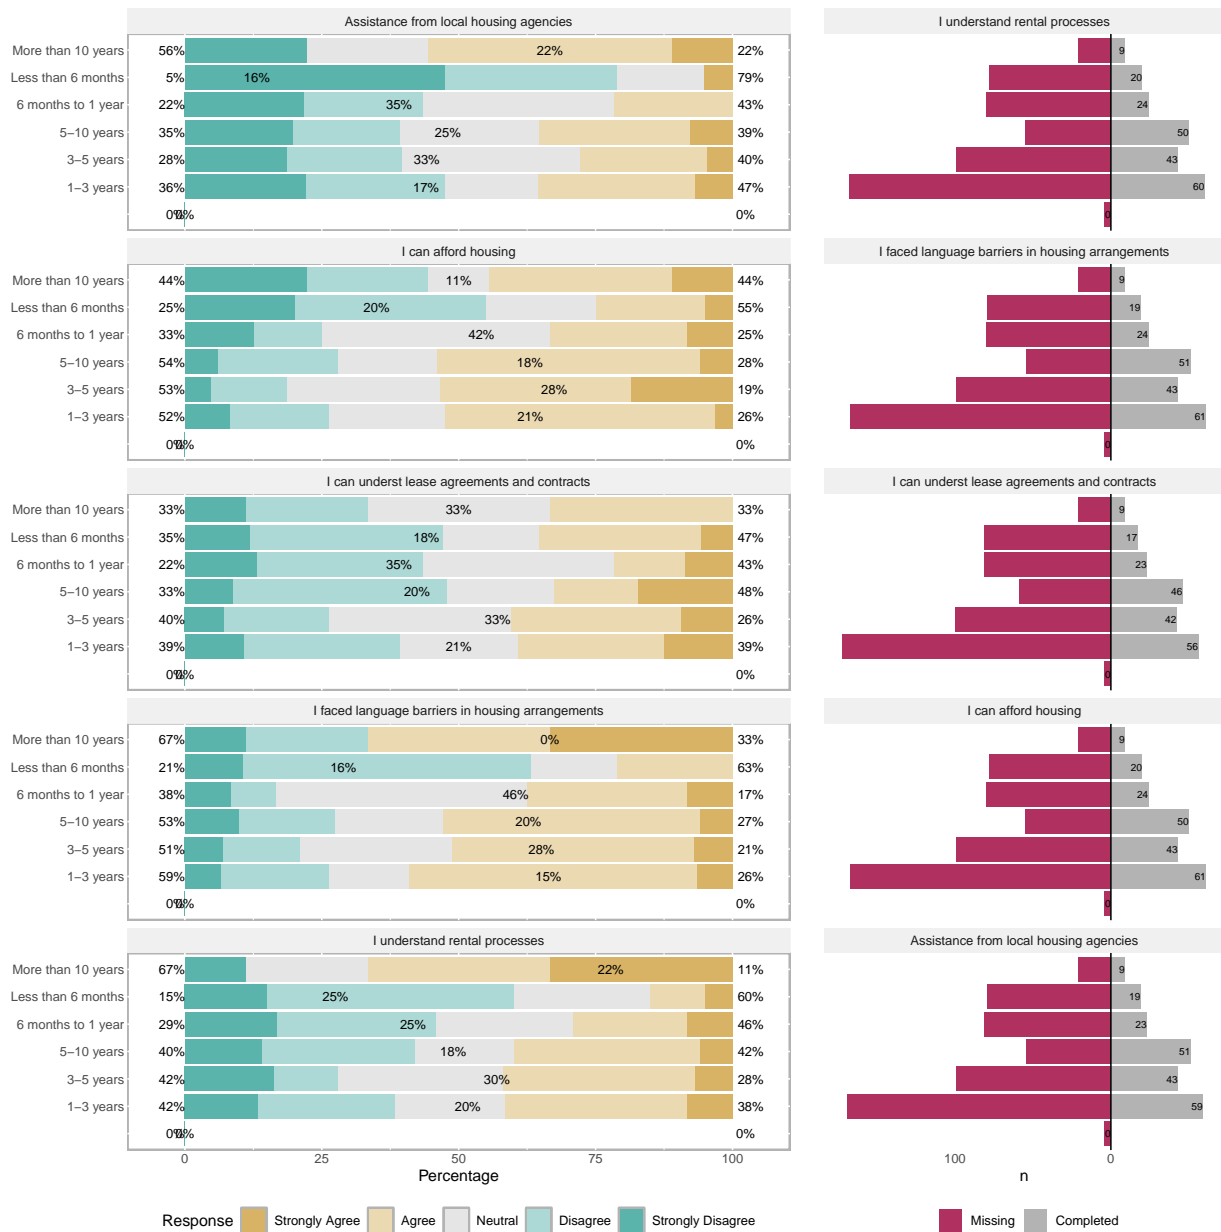 Assistance from local housing agencies
I understand rental processes
More than 10 years 56% 22% 22% 9
Less than 6 months 5% 16% 79% 20
6 months to 1 year 22% 35% 43% 24
5–10 years 35% 25% 39% 50
3–5 years 28% 33% 40% 43
1–3 years 36% 17% 47% 60
0% 0% 0% 0
I can afford housing
I faced language barriers in housing arrangements
More than 10 years 44% 11% 44% 9
Less than 6 months 25% 20% 55% 19
6 months to 1 year 33% 42% 25% 24
5–10 years 54% 18% 28% 51
3–5 years 53% 28% 19% 43
1–3 years 52% 21% 26% 61
0% 0% 0% 0
I can underst lease agreements and contracts
I can underst lease agreements and contracts
More than 10 years 33% 33% 33% 9
Less than 6 months 35% 18% 47% 17
6 months to 1 year 22% 35% 43% 23
5–10 years 33% 20% 48% 46
3–5 years 40% 33% 26% 42
1–3 years 39% 21% 39% 56
0% 0% 0% 0
I faced language barriers in housing arrangements
I can afford housing
More than 10 years 67% 0% 33% 9
Less than 6 months 21% 16% 63% 20
6 months to 1 year 38% 46% 17% 24
5–10 years 53% 20% 27% 50
3–5 years 51% 28% 21% 43
1–3 years 59% 15% 26% 61
0% 0% 0% 0
I understand rental processes
Assistance from local housing agencies
More than 10 years 67% 22% 11% 9
Less than 6 months 15% 25% 60% 19
6 months to 1 year 29% 25% 46% 23
5–10 years 40% 18% 42% 51
3–5 years 42% 30% 28% 43
1–3 years 42% 20% 38% 59
0% 0% 0% 0
0 25 50 75 100
100 0
Percentage
n
Response Strongly Agree Agree Neutral Disagree Strongly Disagree
Missing Completed